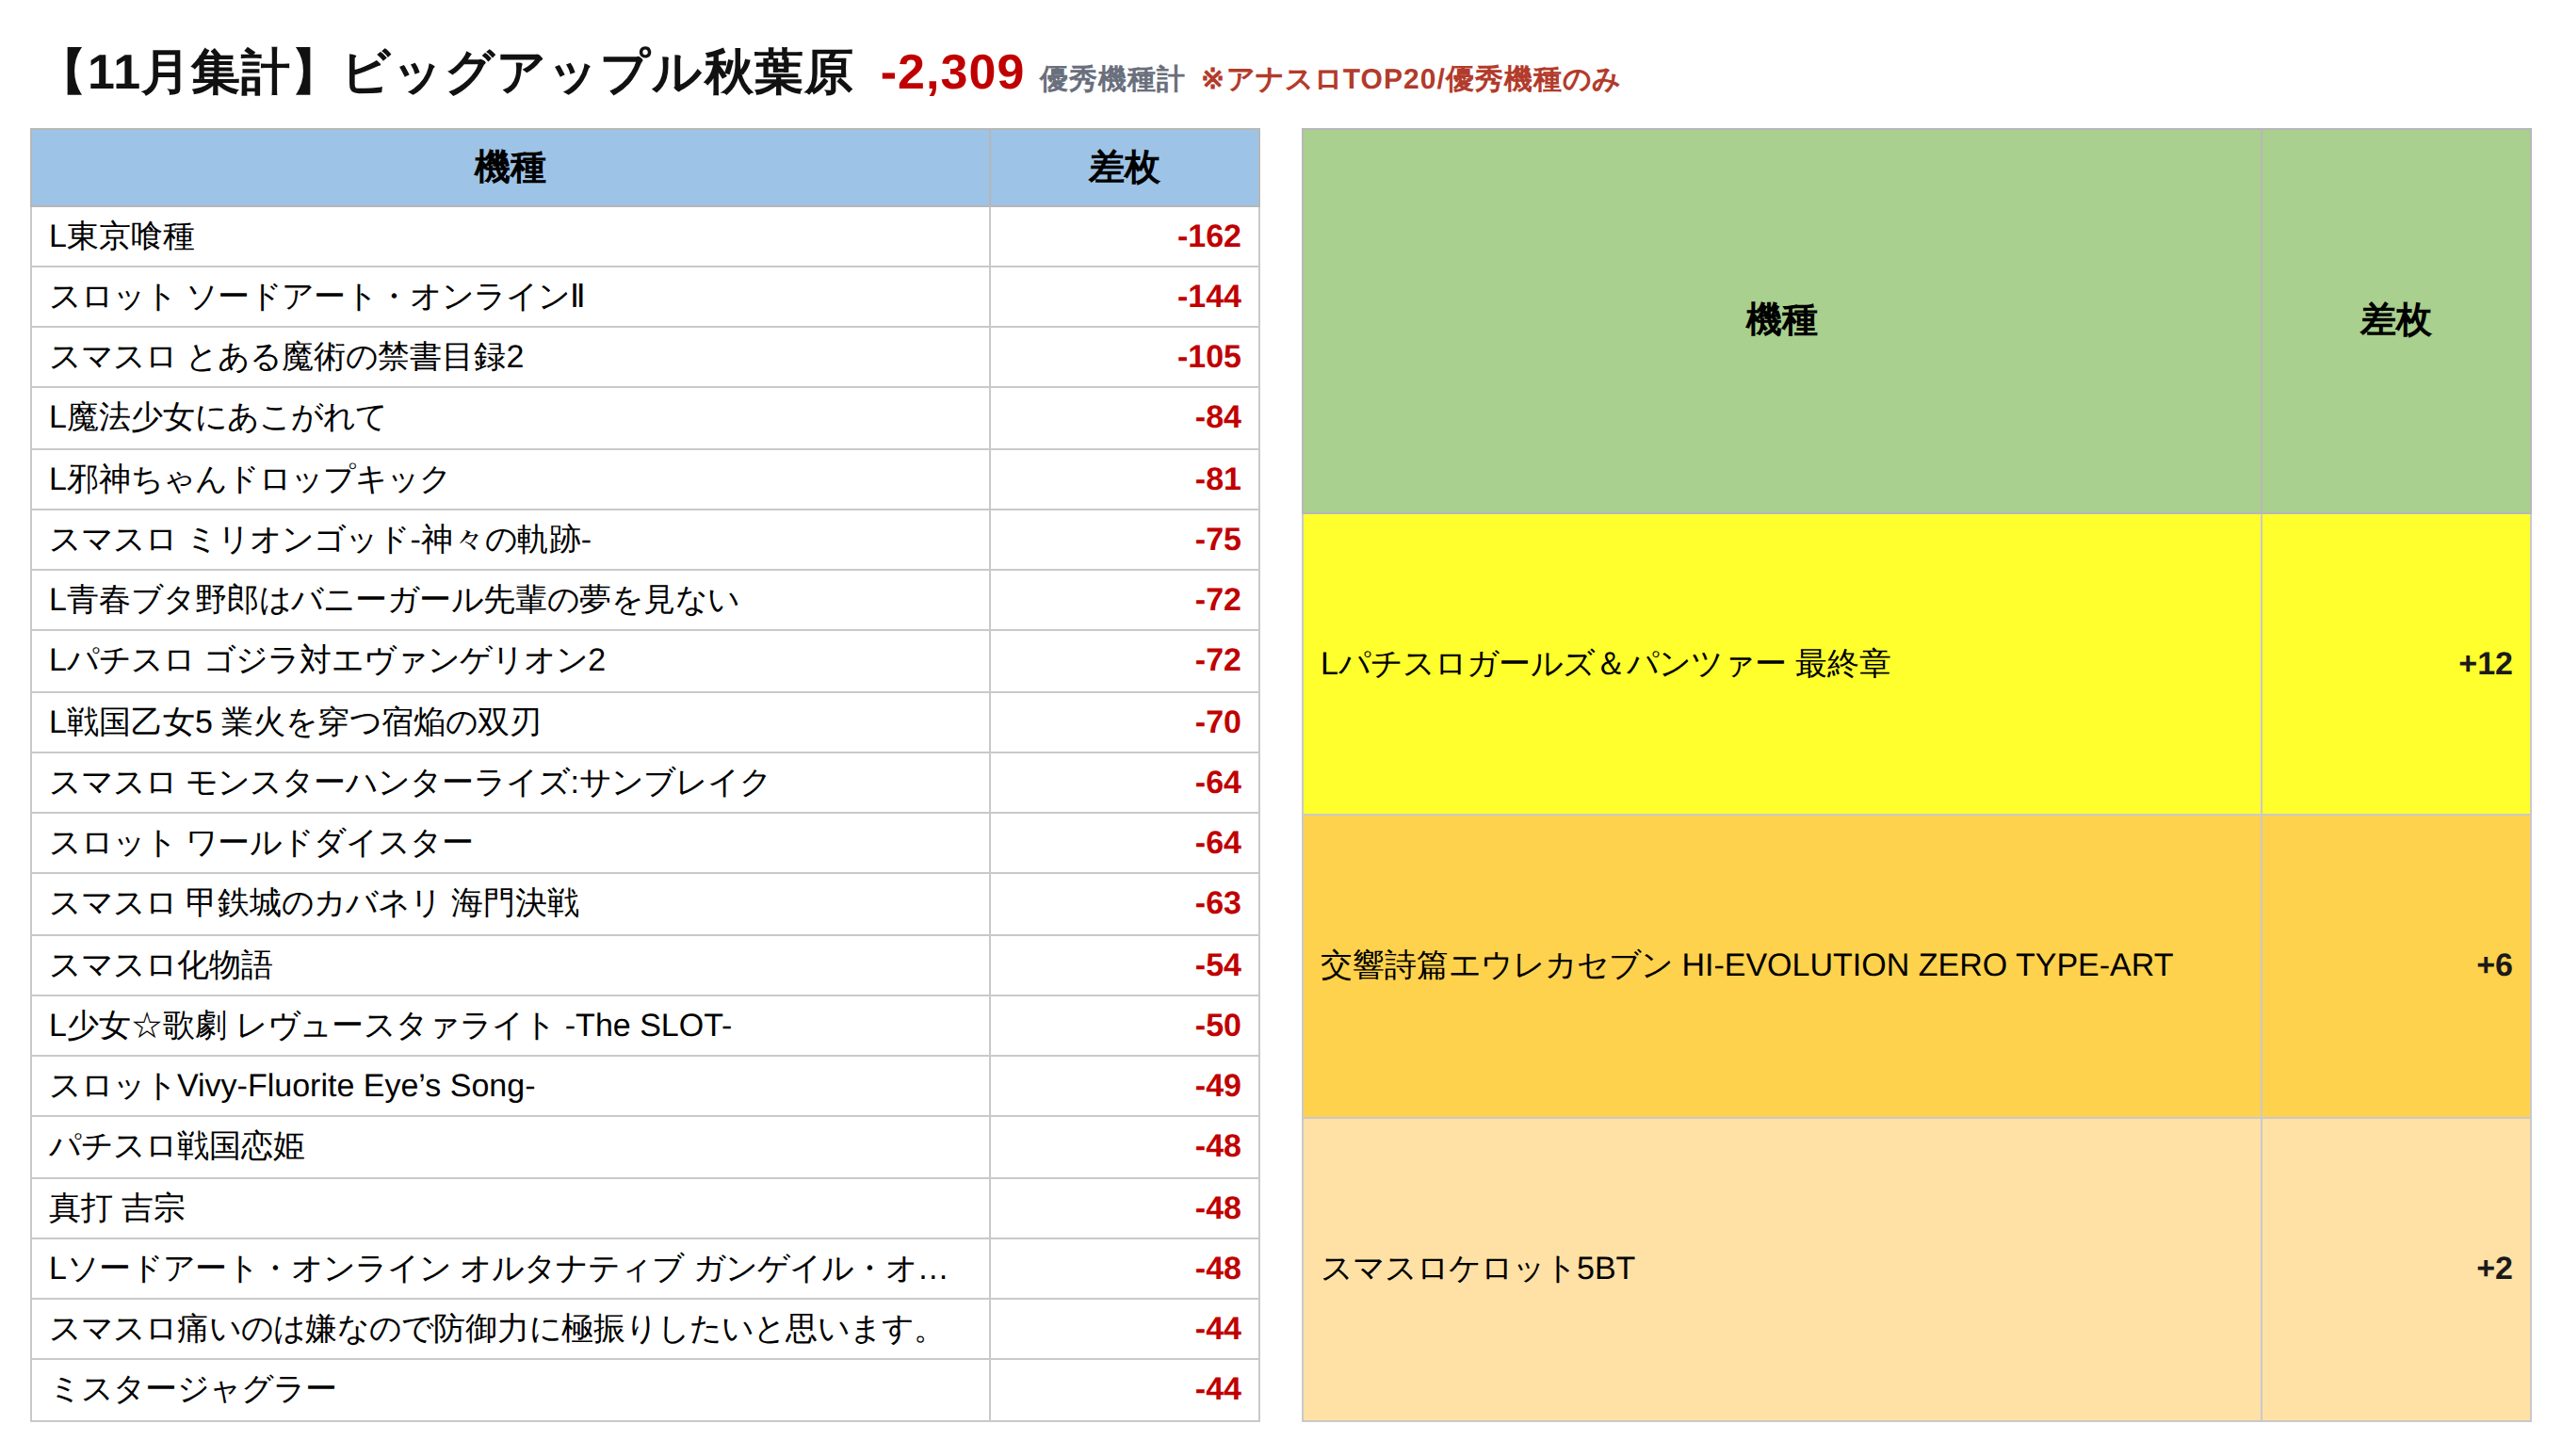 【11月集計】ビッグアップル秋葉原 -2,309 優秀機種計 ※アナスロTOP20/優秀機種のみ
機種 差枚
L東京喰種 -162
スロット ソードアート・オンラインⅡ -144
スマスロ とある魔術の禁書目録2 -105
L魔法少女にあこがれて -84
L邪神ちゃんドロップキック -81
スマスロ ミリオンゴッド-神々の軌跡- -75
L青春ブタ野郎はバニーガール先輩の夢を見ない -72
Lパチスロ ゴジラ対エヴァンゲリオン2 -72
L戦国乙女5 業火を穿つ宿焔の双刃 -70
スマスロ モンスターハンターライズ:サンブレイク -64
スロット ワールドダイスター -64
スマスロ 甲鉄城のカバネリ 海門決戦 -63
スマスロ化物語 -54
L少女☆歌劇 レヴュースタァライト -The SLOT- -50
スロットVivy-Fluorite Eye’s Song- -49
パチスロ戦国恋姫 -48
真打 吉宗 -48
Lソードアート・オンライン オルタナティブ ガンゲイル・オ… -48
スマスロ痛いのは嫌なので防御力に極振りしたいと思います。 -44
ミスタージャグラー -44
機種 差枚
Lパチスロガールズ＆パンツァー 最終章 +12
交響詩篇エウレカセブン HI-EVOLUTION ZERO TYPE-ART +6
スマスロケロット5BT +2